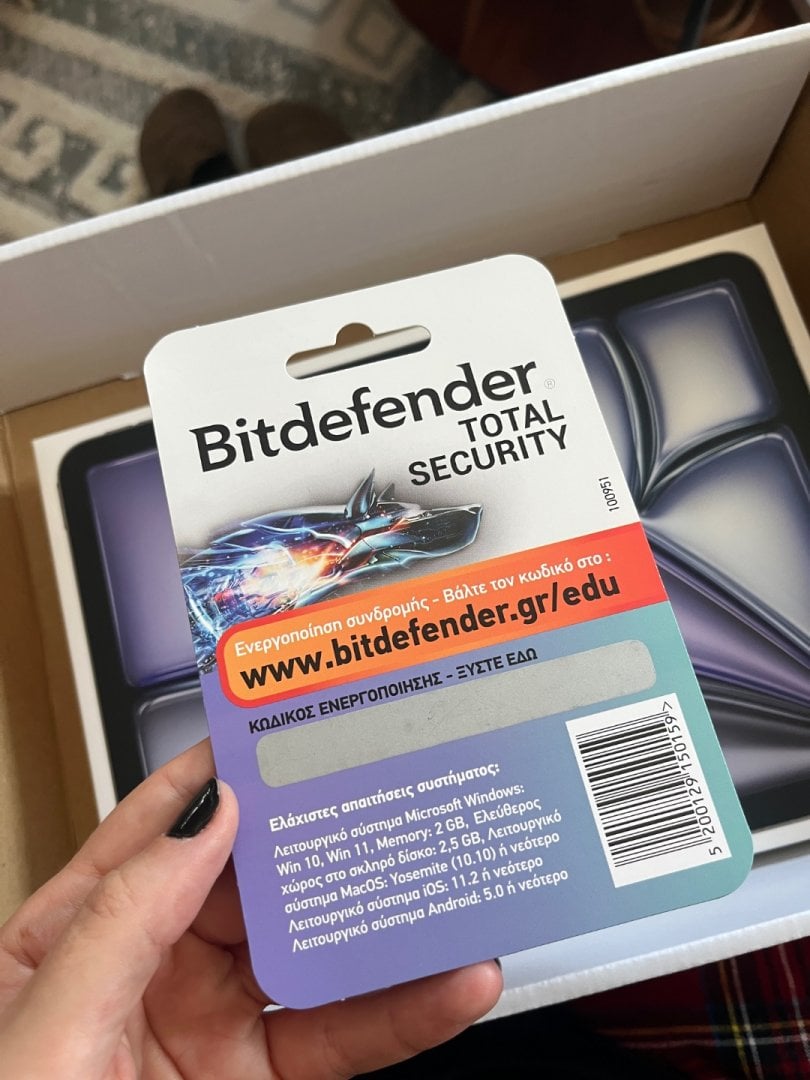 Bitdefender®
TOTAL
SECURITY
100951
Ενεργοποίηση συνδρομής - Βάλτε τον κωδικό στο :
www.bitdefender.gr/edu
ΚΩΔΙΚΟΣ ΕΝΕΡΓΟΠΟΙΗΣΗΣ - ΞΥΣΤΕ ΕΔΩ
Ελάχιστες απαιτήσεις συστήματος:
Λειτουργικό σύστημα Microsoft Windows:
Win 10, Win 11, Memory: 2 GB, Ελεύθερος
χώρος στο σκληρό δίσκο: 2,5 GB, Λειτουργικό
σύστημα MacOS: Yosemite (10.10) ή νεότερο
Λειτουργικό σύστημα iOS: 11.2 ή νεότερο
Λειτουργικό σύστημα Android: 5.0 ή νεότερο
5 200129 150159 >